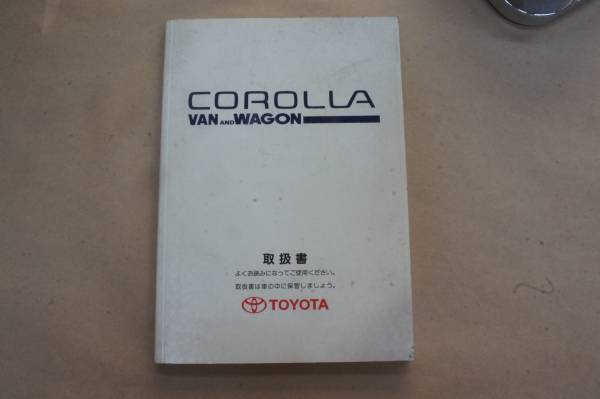 COROLLA
VAN AND WAGON
取扱書
よくお読みになってご使用ください。
取扱書は車の中に保管しましょう。
TOYOTA